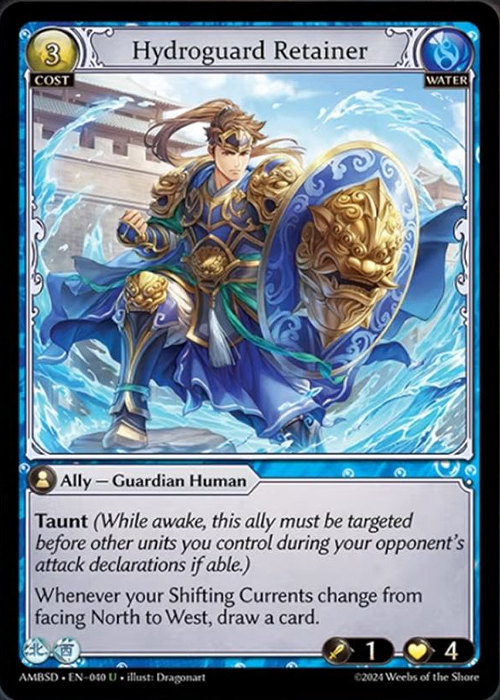 3
Hydroguard Retainer
COST
WATER
Ally — Guardian Human
Taunt (While awake, this ally must be targeted
before other units you control during your opponent's
attack declarations if able.)
Whenever your Shifting Currents change from
facing North to West, draw a card.
北 西
1
4
AMBSD • EN-040 U • illust: Dragonart
©2024 Weebs of the Shore